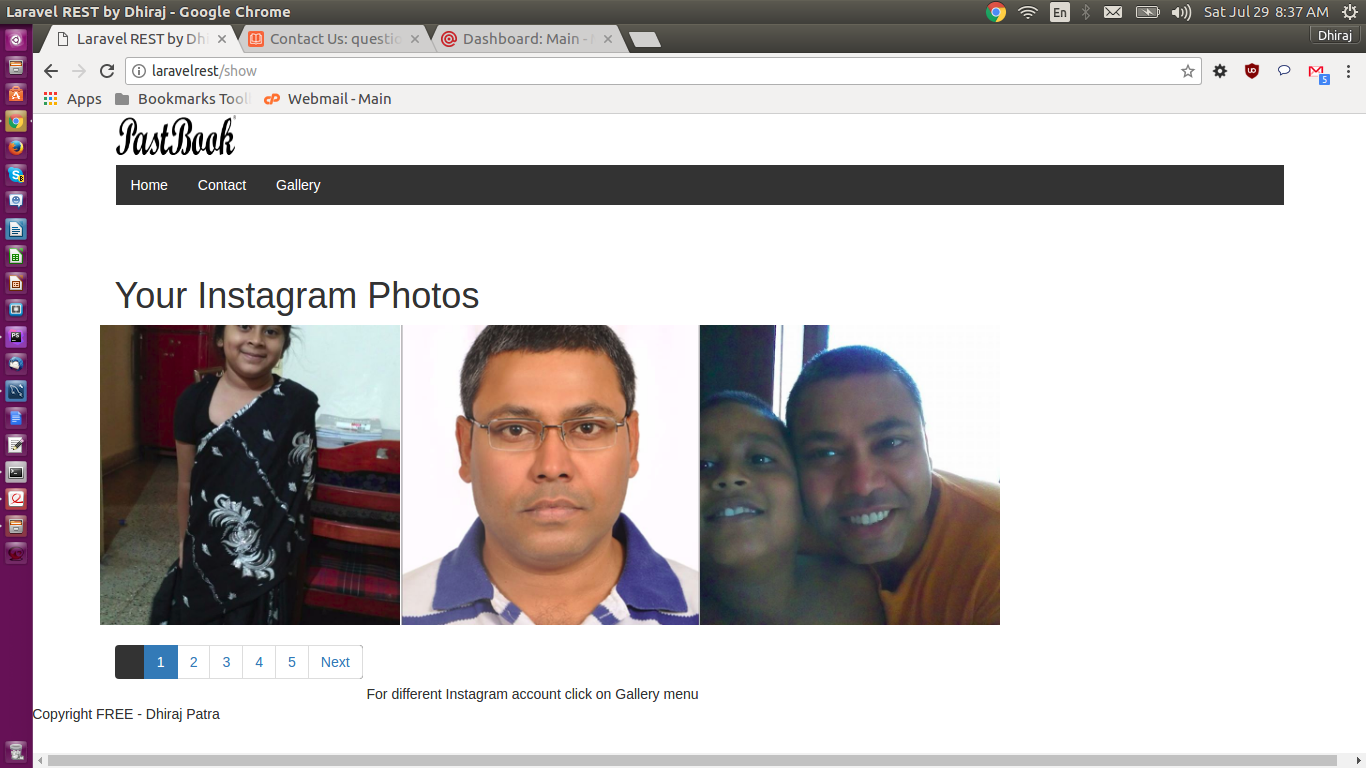 Laravel REST by Dhiraj - Google Chrome
En
Sat Jul 29 8:37 AM
Laravel REST by Dh
Contact Us: questio
Dashboard: Main -
Dhiraj
laravelrest/show
5
Apps
Bookmarks Tool
Webmail - Main
PastBook
Home
Contact
Gallery
Your Instagram Photos
1 2 3 4 5 Next
For different Instagram account click on Gallery menu
Copyright FREE - Dhiraj Patra